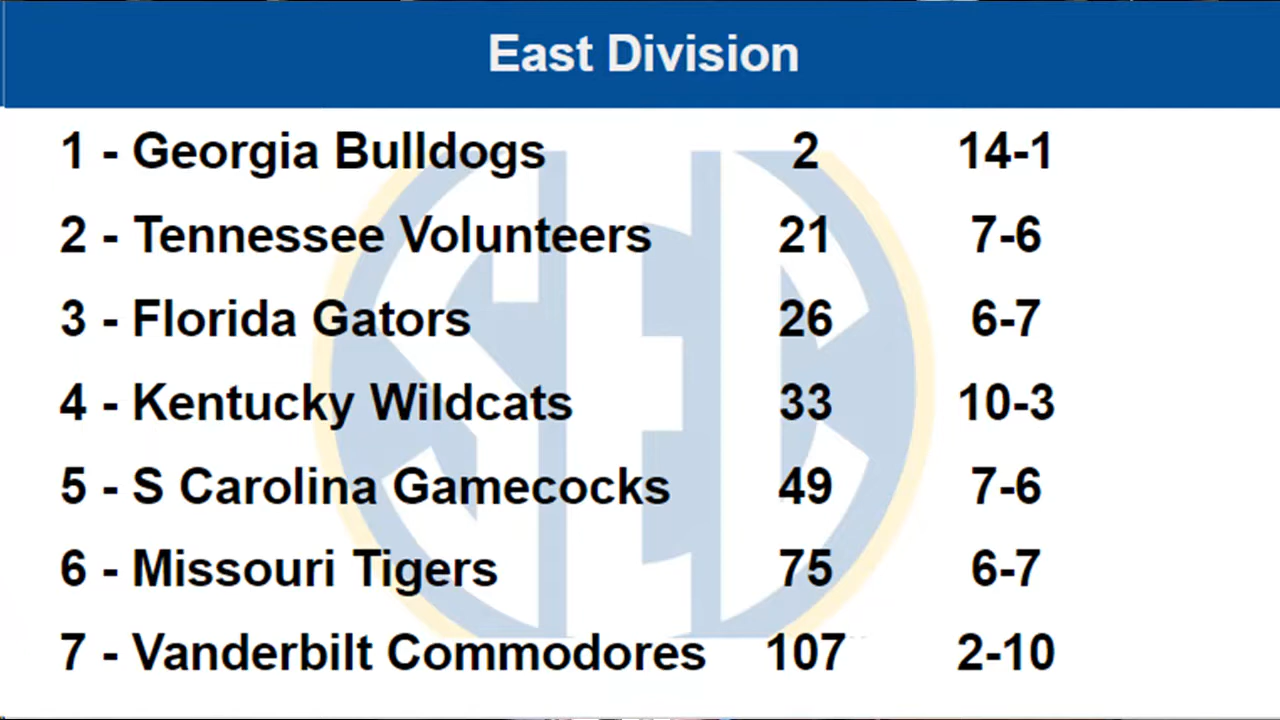 East Division
1 - Georgia Bulldogs 2 14-1
2 - Tennessee Volunteers 21 7-6
3 - Florida Gators 26 6-7
4 - Kentucky Wildcats 33 10-3
5 - S Carolina Gamecocks 49 7-6
6 - Missouri Tigers 75 6-7
7 - Vanderbilt Commodores 107 2-10
SEC